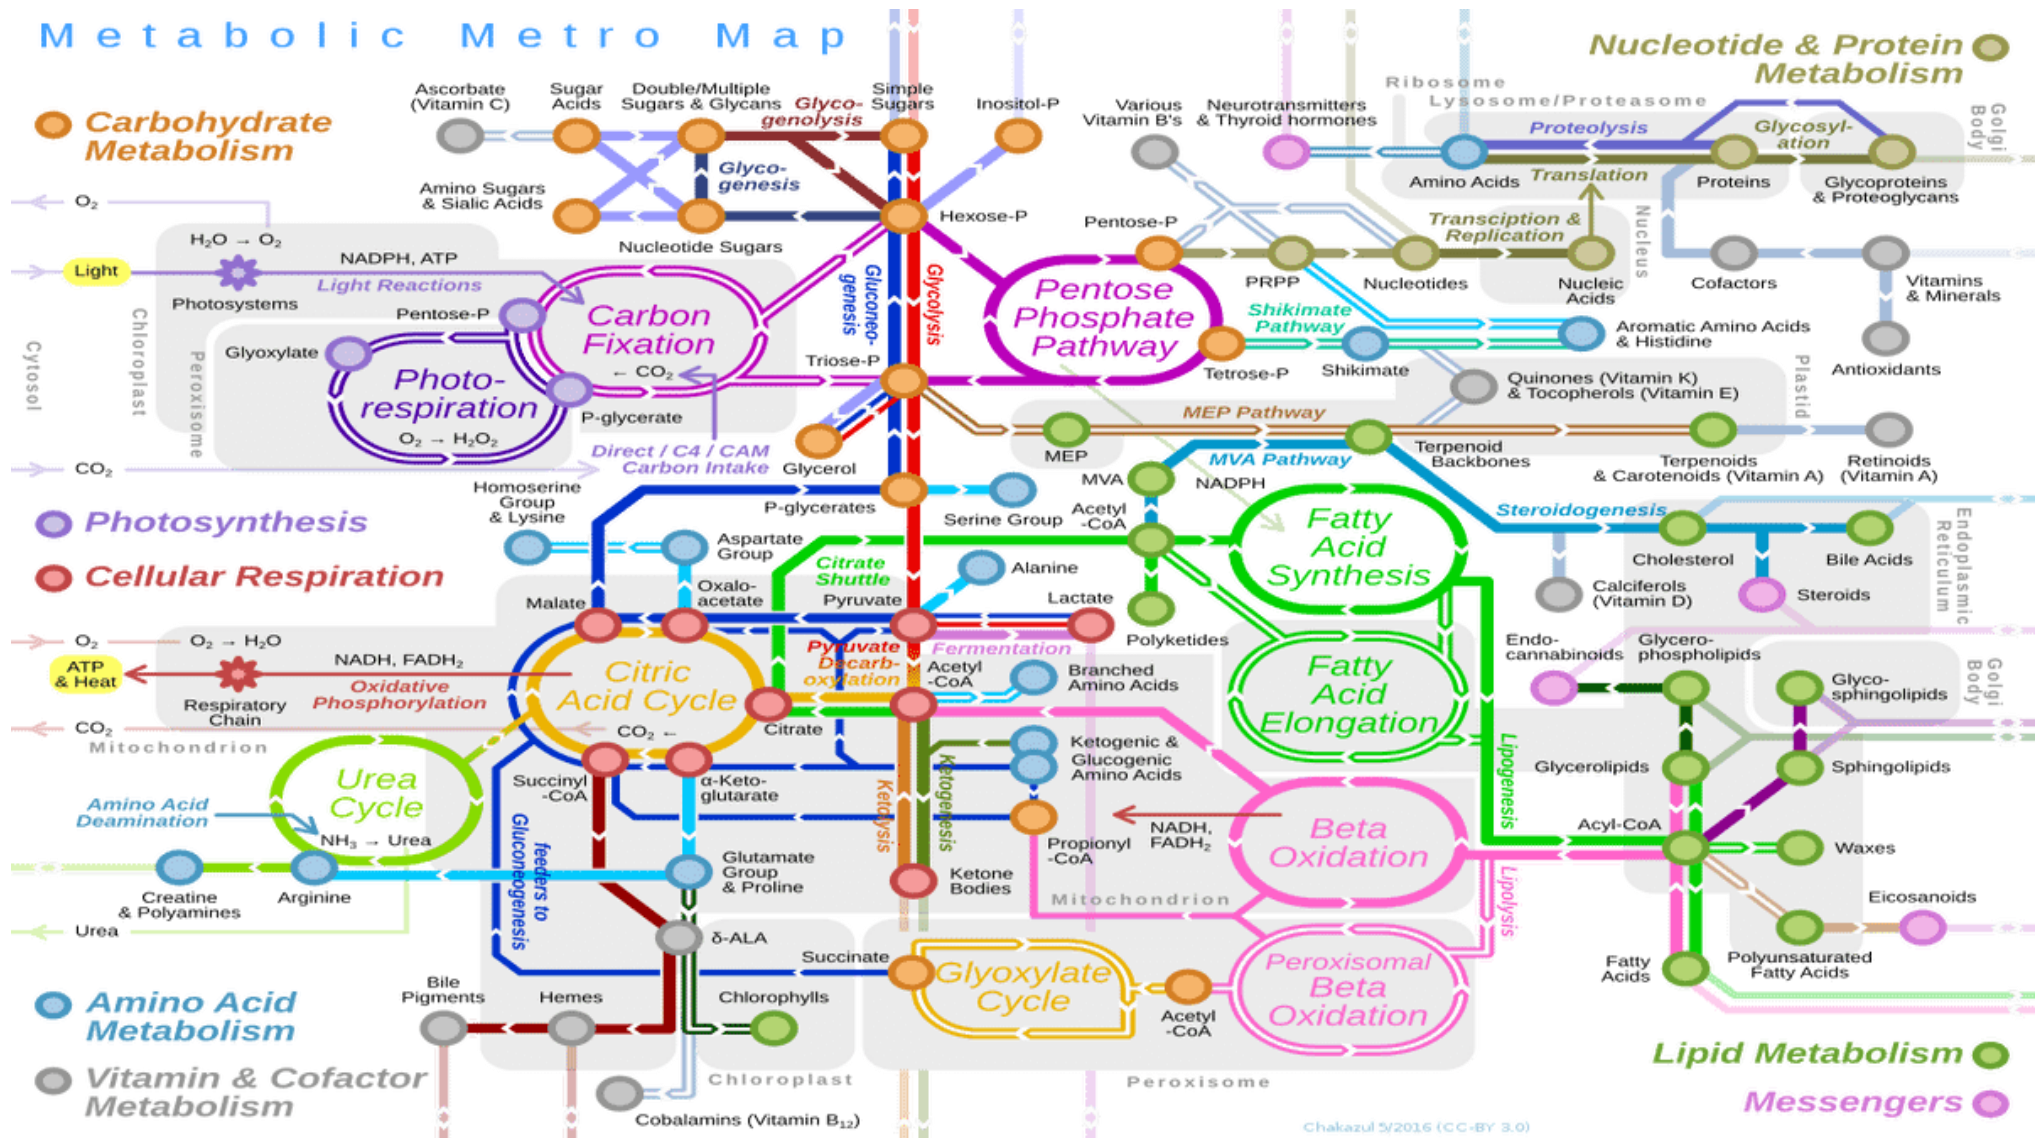 Metabolic Metro Map
Nucleotide & Protein
Metabolism
Carbohydrate
Metabolism
Photosynthesis
Cellular Respiration
Amino Acid
Metabolism
Vitamin & Cofactor
Metabolism
Lipid Metabolism
Messengers
Ascorbate
(Vitamin C)
Sugar
Acids
Double/Multiple
Sugars & Glycans
Glyco-
genolysis
Simple
Sugars
Inositol-P
Glyco-
genesis
Amino Sugars
& Sialic Acids
Nucleotide Sugars
Hexose-P
Various
Vitamin B's
Neurotransmitters
& Thyroid hormones
Ribosome
Lysosome/Proteasome
Proteolysis
Glycosyl-
ation
Golgi
Body
Amino Acids
Translation
Proteins
Glycoproteins
& Proteoglycans
Pentose-P
Transciption &
Replication
Nucleus
PRPP
Nucleotides
Nucleic
Acids
Cofactors
Vitamins
& Minerals
Antioxidants
O₂
H₂O → O₂
Light
NADPH, ATP
Light Reactions
Photosystems
Pentose-P
Glyoxylate
Chloroplast
Peroxisome
Cytosol
Carbon
Fixation
← CO₂
Photo-
respiration
O₂ → H₂O₂
P-glycerate
Direct / C4 / CAM
Carbon Intake
CO₂
Gluconeo-
genesis
Glycolysis
Triose-P
Glycerol
Pentose
Phosphate
Pathway
Shikimate
Pathway
Tetrose-P
Shikimate
Aromatic Amino Acids
& Histidine
Quinones (Vitamin K)
& Tocopherols (Vitamin E)
Plastid
MEP Pathway
MEP
Terpenoid
Backbones
Terpenoids
& Carotenoids (Vitamin A)
Retinoids
(Vitamin A)
MVA Pathway
MVA
NADPH
Homoserine
Group
& Lysine
P-glycerates
Serine Group
Acetyl
-CoA
Aspartate
Group
Citrate
Shuttle
Alanine
Fatty
Acid
Synthesis
Steroidogenesis
Cholesterol
Bile Acids
Endoplasmic
Reticulum
Calciferols
(Vitamin D)
Steroids
Malate
Oxalo-
acetate
Pyruvate
Lactate
Polyketides
O₂
O₂ → H₂O
ATP
& Heat
NADH, FADH₂
Oxidative
Phosphorylation
Respiratory
Chain
CO₂
Mitochondrion
Citric
Acid Cycle
CO₂ ←
Pyruvate
Decarb-
oxylation
Fermentation
Acetyl
-CoA
Branched
Amino Acids
Citrate
Fatty
Acid
Elongation
Endo-
cannabinoids
Glycero-
phospholipids
Glyco-
sphingolipids
Golgi
Body
Urea
Cycle
Amino Acid
Deamination
NH₃ → Urea
Succinyl
-CoA
α-Keto-
glutarate
Ketogenic &
Glucogenic
Amino Acids
Ketolysis
Ketogenesis
Propionyl
-CoA
NADH,
FADH₂
Beta
Oxidation
Lipogenesis
Glycerolipids
Sphingolipids
Acyl-CoA
Waxes
Creatine
& Polyamines
Arginine
Urea
feeders to
Gluconeogenesis
Glutamate
Group
& Proline
Ketone
Bodies
Mitochondrion
Lipolysis
Eicosanoids
Polyunsaturated
Fatty Acids
Fatty
Acids
δ-ALA
Succinate
Glyoxylate
Cycle
Acetyl
-CoA
Peroxisomal
Beta
Oxidation
Bile
Pigments
Hemes
Chlorophylls
Chloroplast
Peroxisome
Cobalamins (Vitamin B₁₂)
Chakazul 5/2016 (CC-BY 3.0)